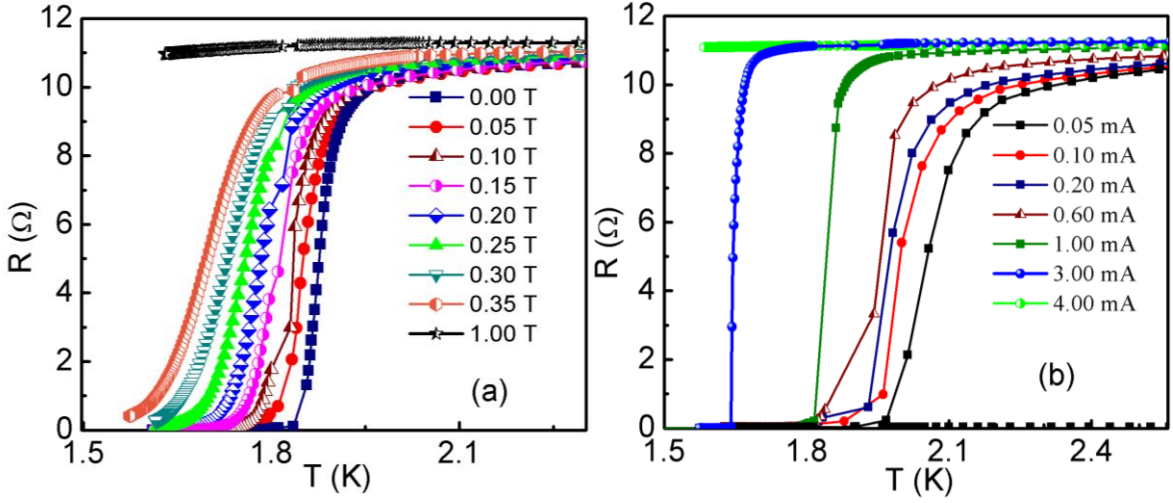 12
10
8
6
4
2
0
R (Ω)
1.5
1.8
2.1
T (K)
(a)
0.00 T
0.05 T
0.10 T
0.15 T
0.20 T
0.25 T
0.30 T
0.35 T
1.00 T
12
10
8
6
4
2
0
R (Ω)
1.5
1.8
2.1
2.4
T (K)
(b)
0.05 mA
0.10 mA
0.20 mA
0.60 mA
1.00 mA
3.00 mA
4.00 mA